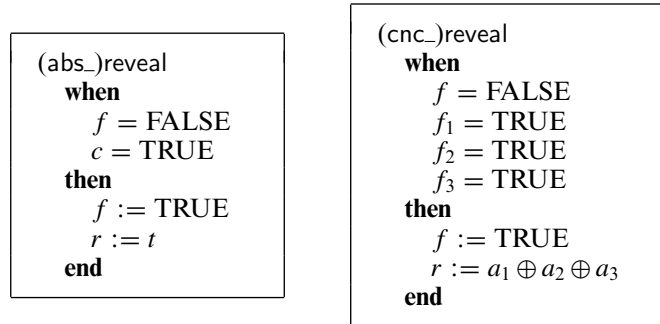 (abs_)reveal
when
f = FALSE
c = TRUE
then
f := TRUE
r := t
end
(cnc_)reveal
when
f = FALSE
f₁ = TRUE
f₂ = TRUE
f₃ = TRUE
then
f := TRUE
r := a₁ ⊕ a₂ ⊕ a₃
end